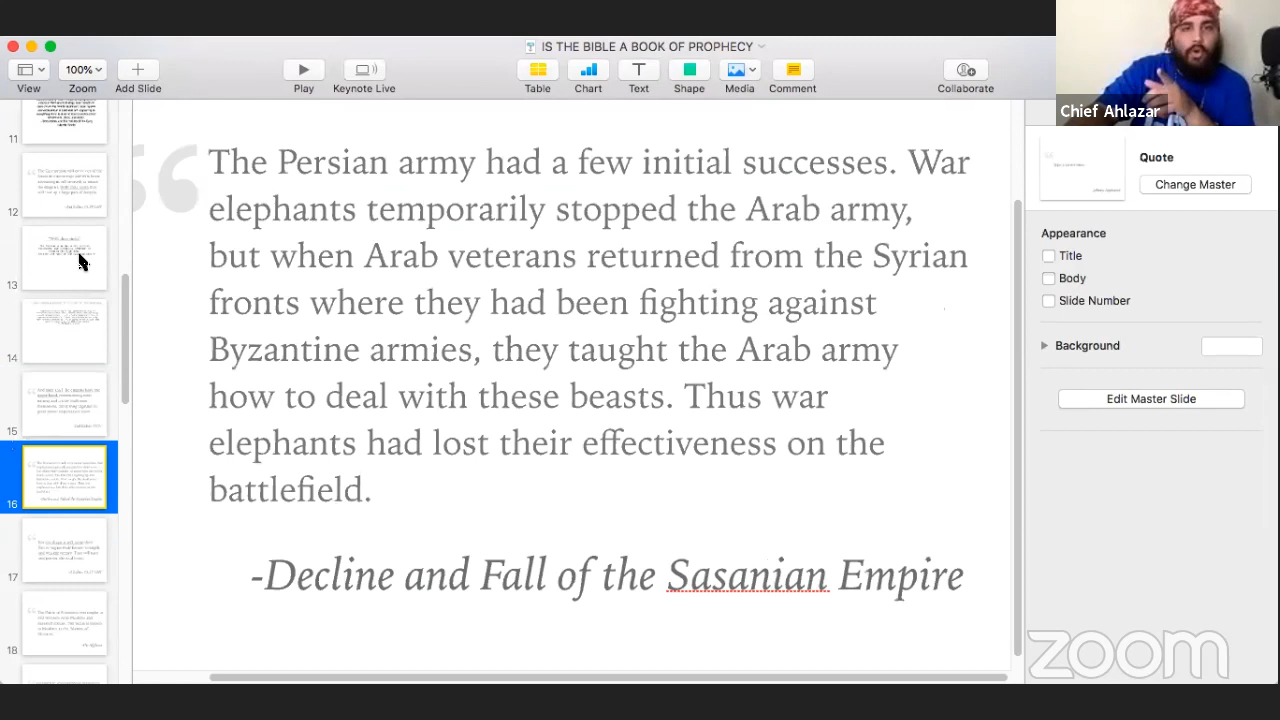 IS THE BIBLE A BOOK OF PROPHECY
Chief Ahlazar
100%
View
Zoom
Add Slide
Play
Keynote Live
Table
Chart
Text
Shape
Media
Comment
Collaborate
11
12
13
14
15
16
17
18
“
The Persian army had a few initial successes. War
elephants temporarily stopped the Arab army,
but when Arab veterans returned from the Syrian
fronts where they had been fighting against
Byzantine armies, they taught the Arab army
how to deal with these beasts. Thus war
elephants had lost their effectiveness on the
battlefield.
-Decline and Fall of the Sasanian Empire
Quote
Change Master
Appearance
Title
Body
Slide Number
Background
Edit Master Slide
zoom